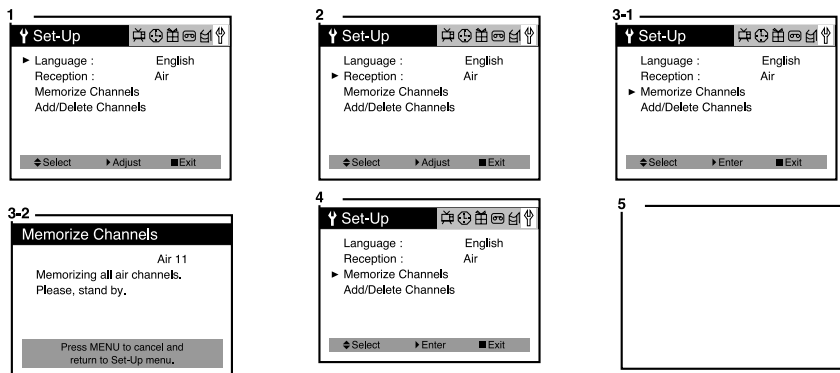 1
Set-Up
Language : English
Reception : Air
Memorize Channels
Add/Delete Channels
Select Adjust Exit
2
Set-Up
Language : English
Reception : Air
Memorize Channels
Add/Delete Channels
Select Adjust Exit
3-1
Set-Up
Language : English
Reception : Air
Memorize Channels
Add/Delete Channels
Select Enter Exit
3-2
Memorize Channels
Air 11
Memorizing all air channels.
Please, stand by.
Press MENU to cancel and
return to Set-Up menu.
4
Set-Up
Language : English
Reception : Air
Memorize Channels
Add/Delete Channels
Select Enter Exit
5